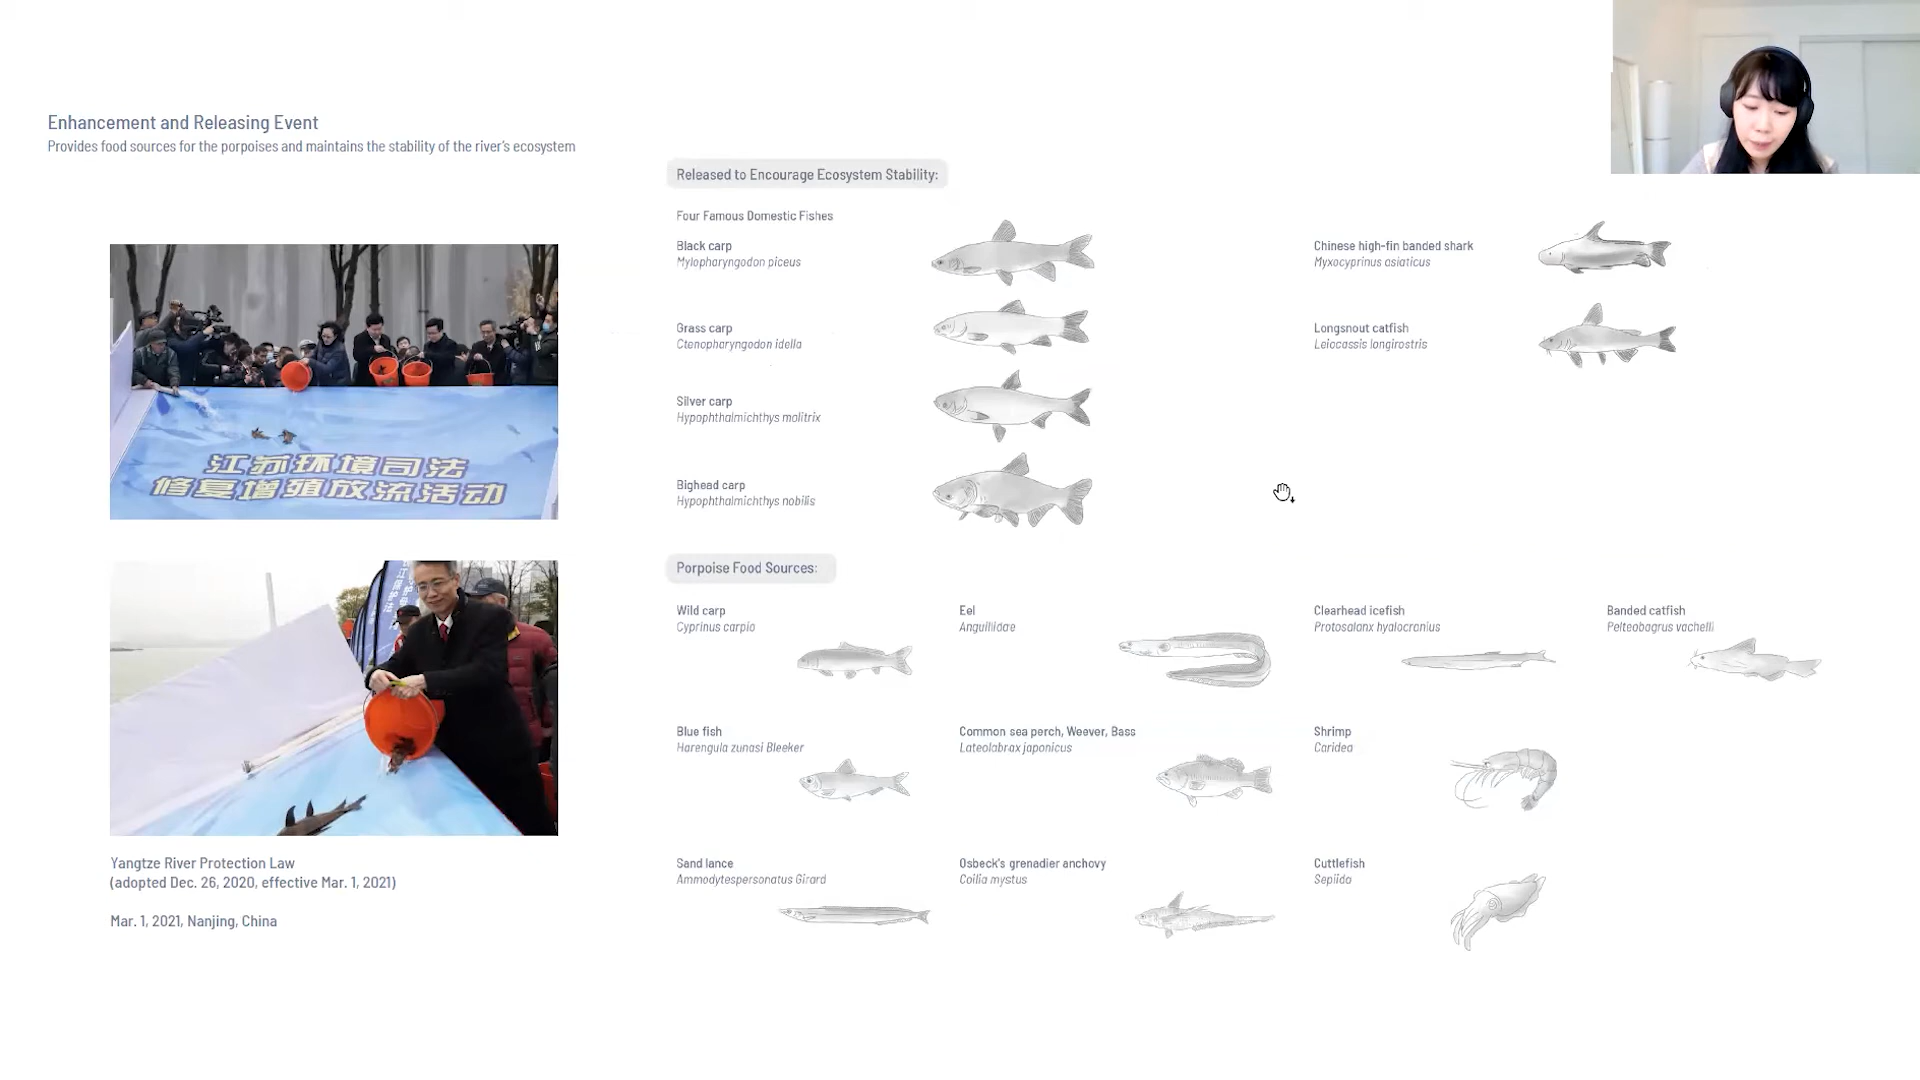 Enhancement and Releasing Event
Provides food sources for the porpoises and maintains the stability of the river's ecosystem
江苏环境司法
修复增殖放流活动
Yangtze River Protection Law
(adopted Dec. 26, 2020, effective Mar. 1, 2021)
Mar. 1, 2021, Nanjing, China
Released to Encourage Ecosystem Stability:
Four Famous Domestic Fishes
Black carp
Mylopharyngodon piceus
Grass carp
Ctenopharyngodon idella
Silver carp
Hypophthalmichthys molitrix
Bighead carp
Hypophthalmichthys nobilis
Chinese high-fin banded shark
Myxocyprinus asiaticus
Longsnout catfish
Leiocassis longirostris
Porpoise Food Sources:
Wild carp
Cyprinus carpio
Eel
Anguillidae
Clearhead icefish
Protosalanx hyalocranius
Banded catfish
Pelteobagrus vachelli
Blue fish
Harengula zunasi Bleeker
Common sea perch, Weever, Bass
Lateolabrax japonicus
Shrimp
Caridea
Sand lance
Ammodytespersonatus Girard
Osbeck's grenadier anchovy
Coilia mystus
Cuttlefish
Sepiida